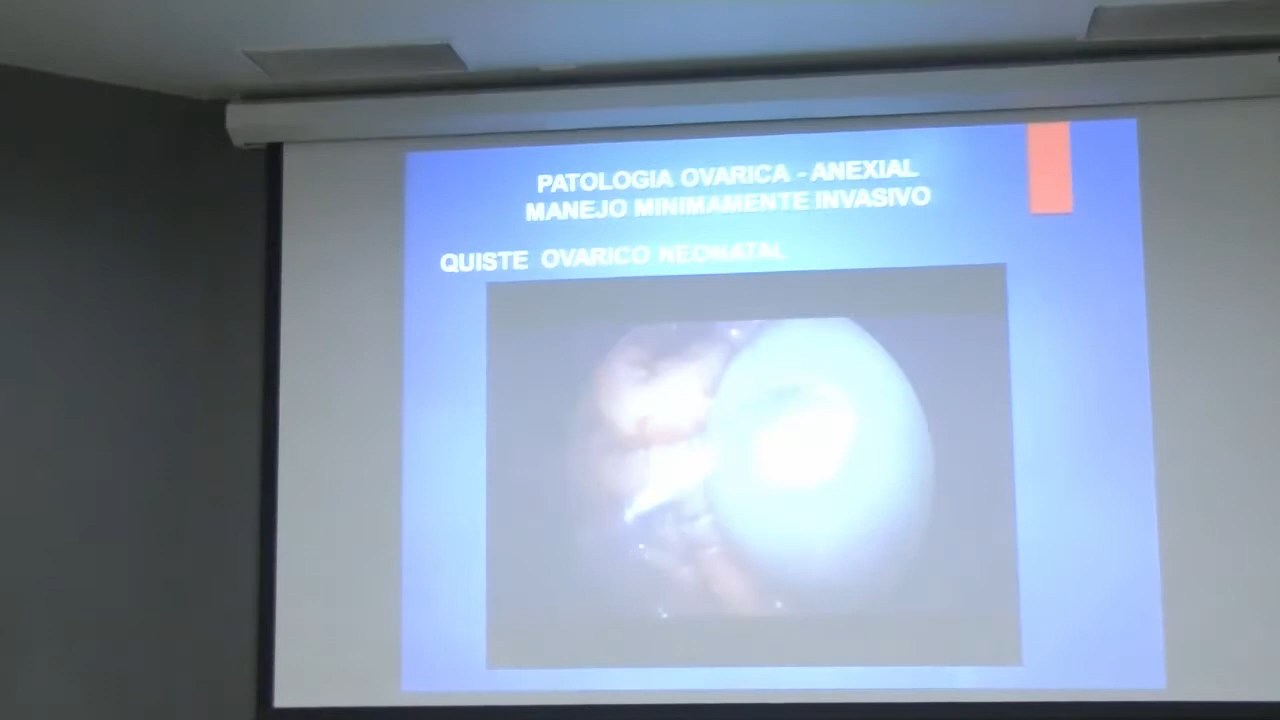 PATOLOGIA OVARICA - ANEXIAL
MANEJO MINIMAMENTE INVASIVO
QUISTE OVARICO NEONATAL